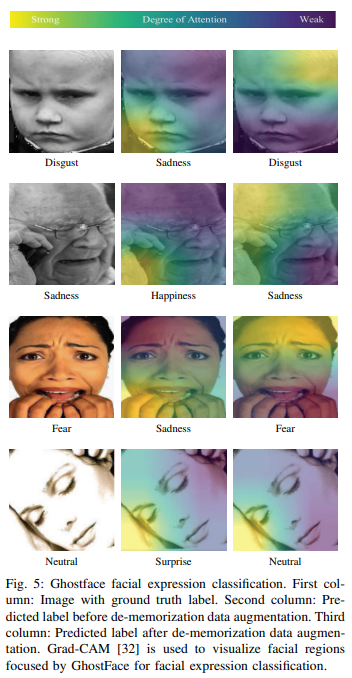 Strong Degree of Attention Weak
Disgust Sadness Disgust
Sadness Happiness Sadness
Fear Sadness Fear
Neutral Surprise Neutral
Fig. 5: Ghostface facial expression classification. First col-
umn: Image with ground truth label. Second column: Pre-
dicted label before de-memorization data augmentation. Third
column: Predicted label after de-memorization data augmen-
tation. Grad-CAM [32] is used to visualize facial regions
focused by GhostFace for facial expression classification.